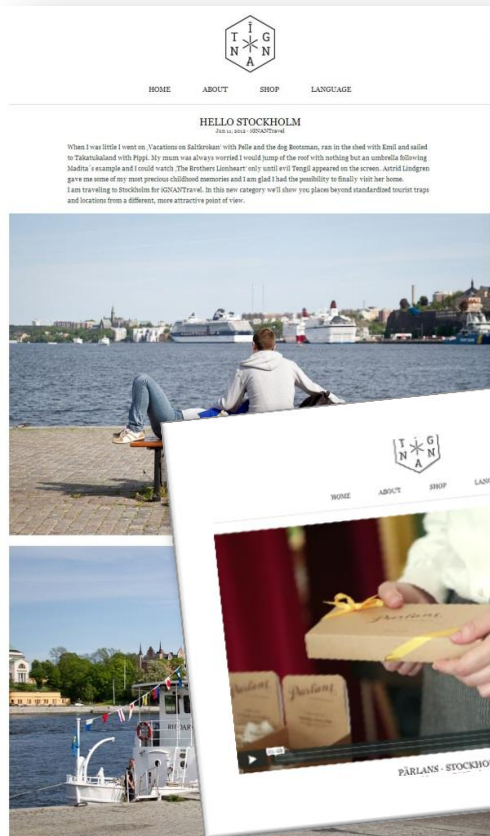 T I G
N A N
HOME ABOUT SHOP LANGUAGE
HELLO STOCKHOLM
Jun 11, 2012 - iGNANTravel
When I was little I went on ‚Vacations on Saltkrokan' with Pelle and the dog Bootsman, ran in the shed with Emil and sailed
to Takatukaland with Pippi. My mum was always worried I would jump of the roof with nothing but an umbrella following
Madita´s example and I could watch ‚The Brothers Lionheart' only until evil Tengil appeared on the screen. Astrid Lindgren
gave me some of my most precious childhood memories and I am glad I had the possibility to finally visit her home.
I am traveling to Stockholm for iGNANTravel. In this new category we'll show you places beyond standardized tourist traps
and locations from a different, more attractive point of view.
T I G
N A N
HOME ABOUT SHOP LANG
Pärlans
Pärlans Pärlans
PÄRLANS - STOCKHO